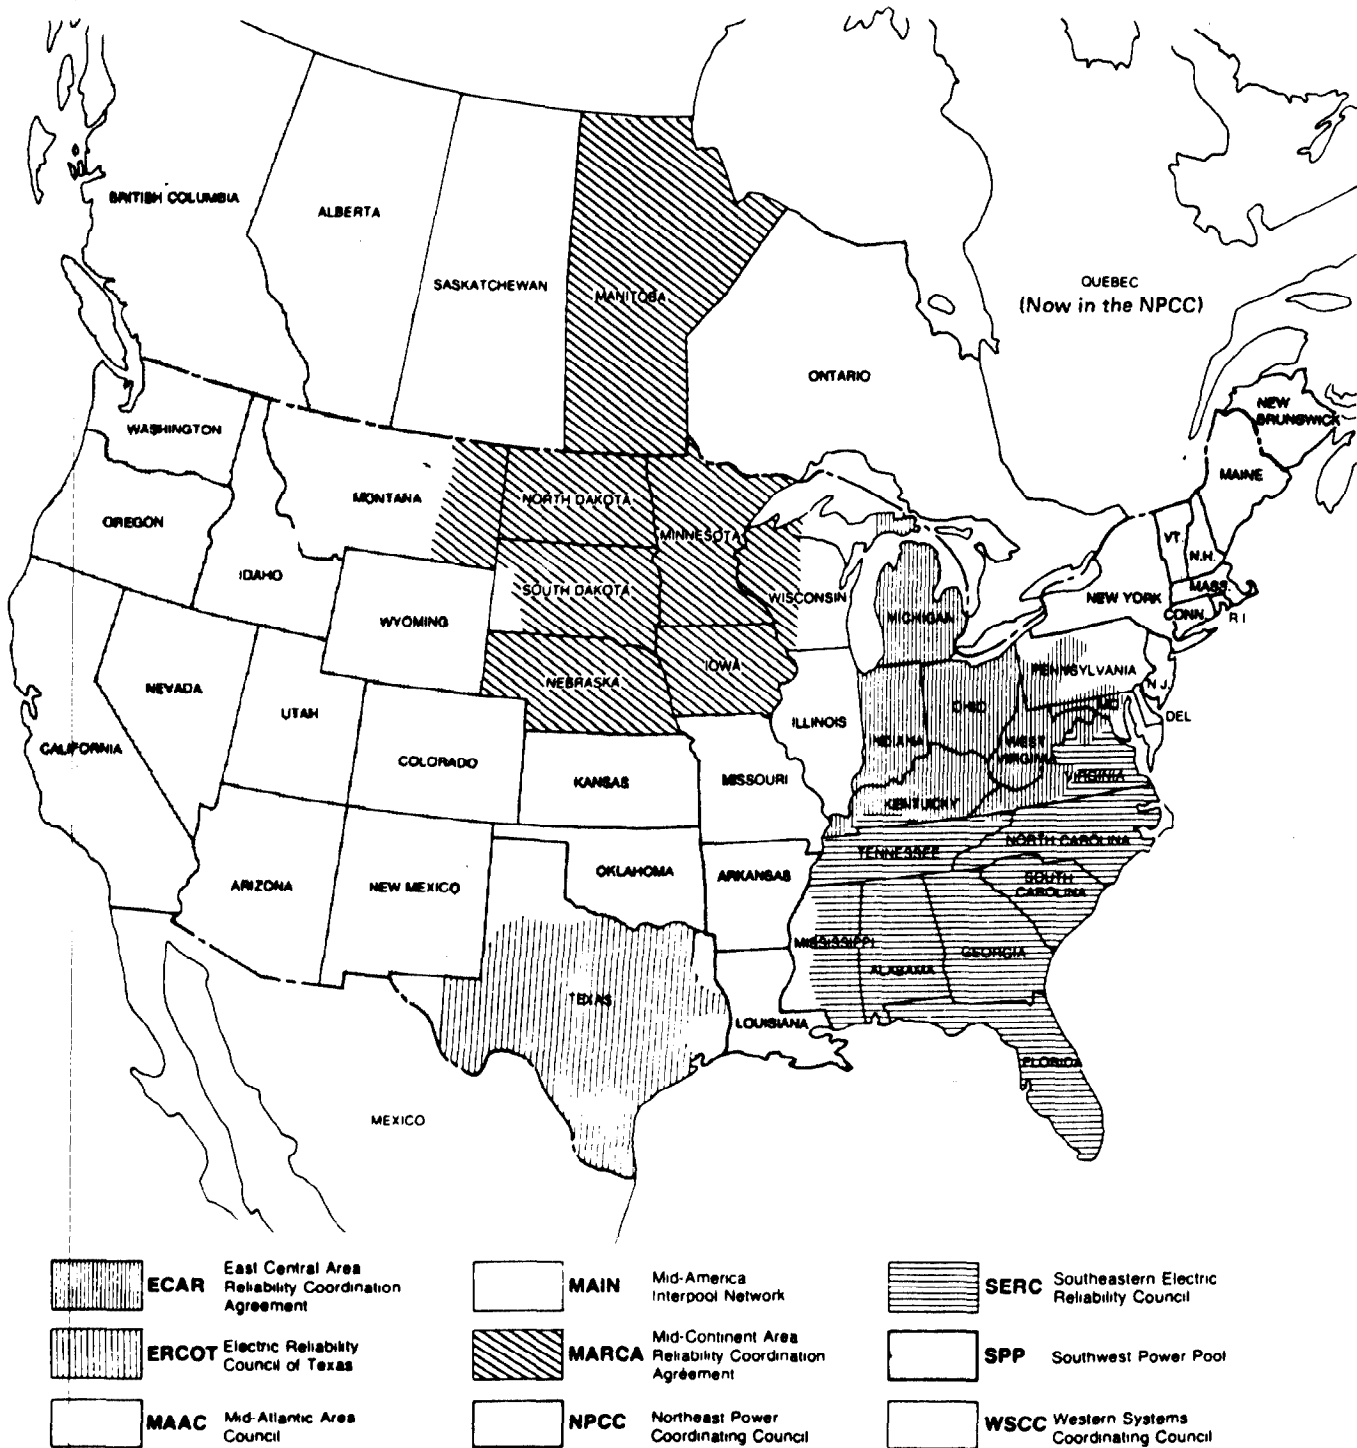 BRITISH COLUMBIA
ALBERTA
SASKATCHEWAN
MANITOBA
QUEBEC
(Now in the NPCC)
ONTARIO
NEW
BRUNSWICK
WASHINGTON
MAINE
MONTANA
NORTH DAKOTA
OREGON
MINNESOTA
VT.
N.H.
IDAHO
SOUTH DAKOTA
WISCONSIN
MASS.
NEW YORK
CONN.
R I
WYOMING
MICHIGAN
IOWA
PENNSYLVANIA
NEVADA
NEBRASKA
N.J.
UTAH
ILLINOIS
OHIO
MD.
DEL
CALIFORNIA
INDIANA
WEST
VIRGINIA
COLORADO
KANSAS
MISSOURI
VIRGINIA
KENTUCKY
NORTH CAROLINA
TENNESSEE
OKLAHOMA
ARKANSAS
ARIZONA
NEW MEXICO
SOUTH
CAROLINA
MISSISSIPPI
GEORGIA
ALABAMA
TEXAS
LOUISIANA
FLORIDA
MEXICO
ECAR East Central Area
Reliability Coordination
Agreement
MAIN Mid-America
Interpool Network
SERC Southeastern Electric
Reliability Council
ERCOT Electric Reliability
Council of Texas
MARCA Mid-Continent Area
Reliability Coordination
Agreement
SPP Southwest Power Pool
MAAC Mid-Atlantic Area
Council
NPCC Northeast Power
Coordinating Council
WSCC Western Systems
Coordinating Council